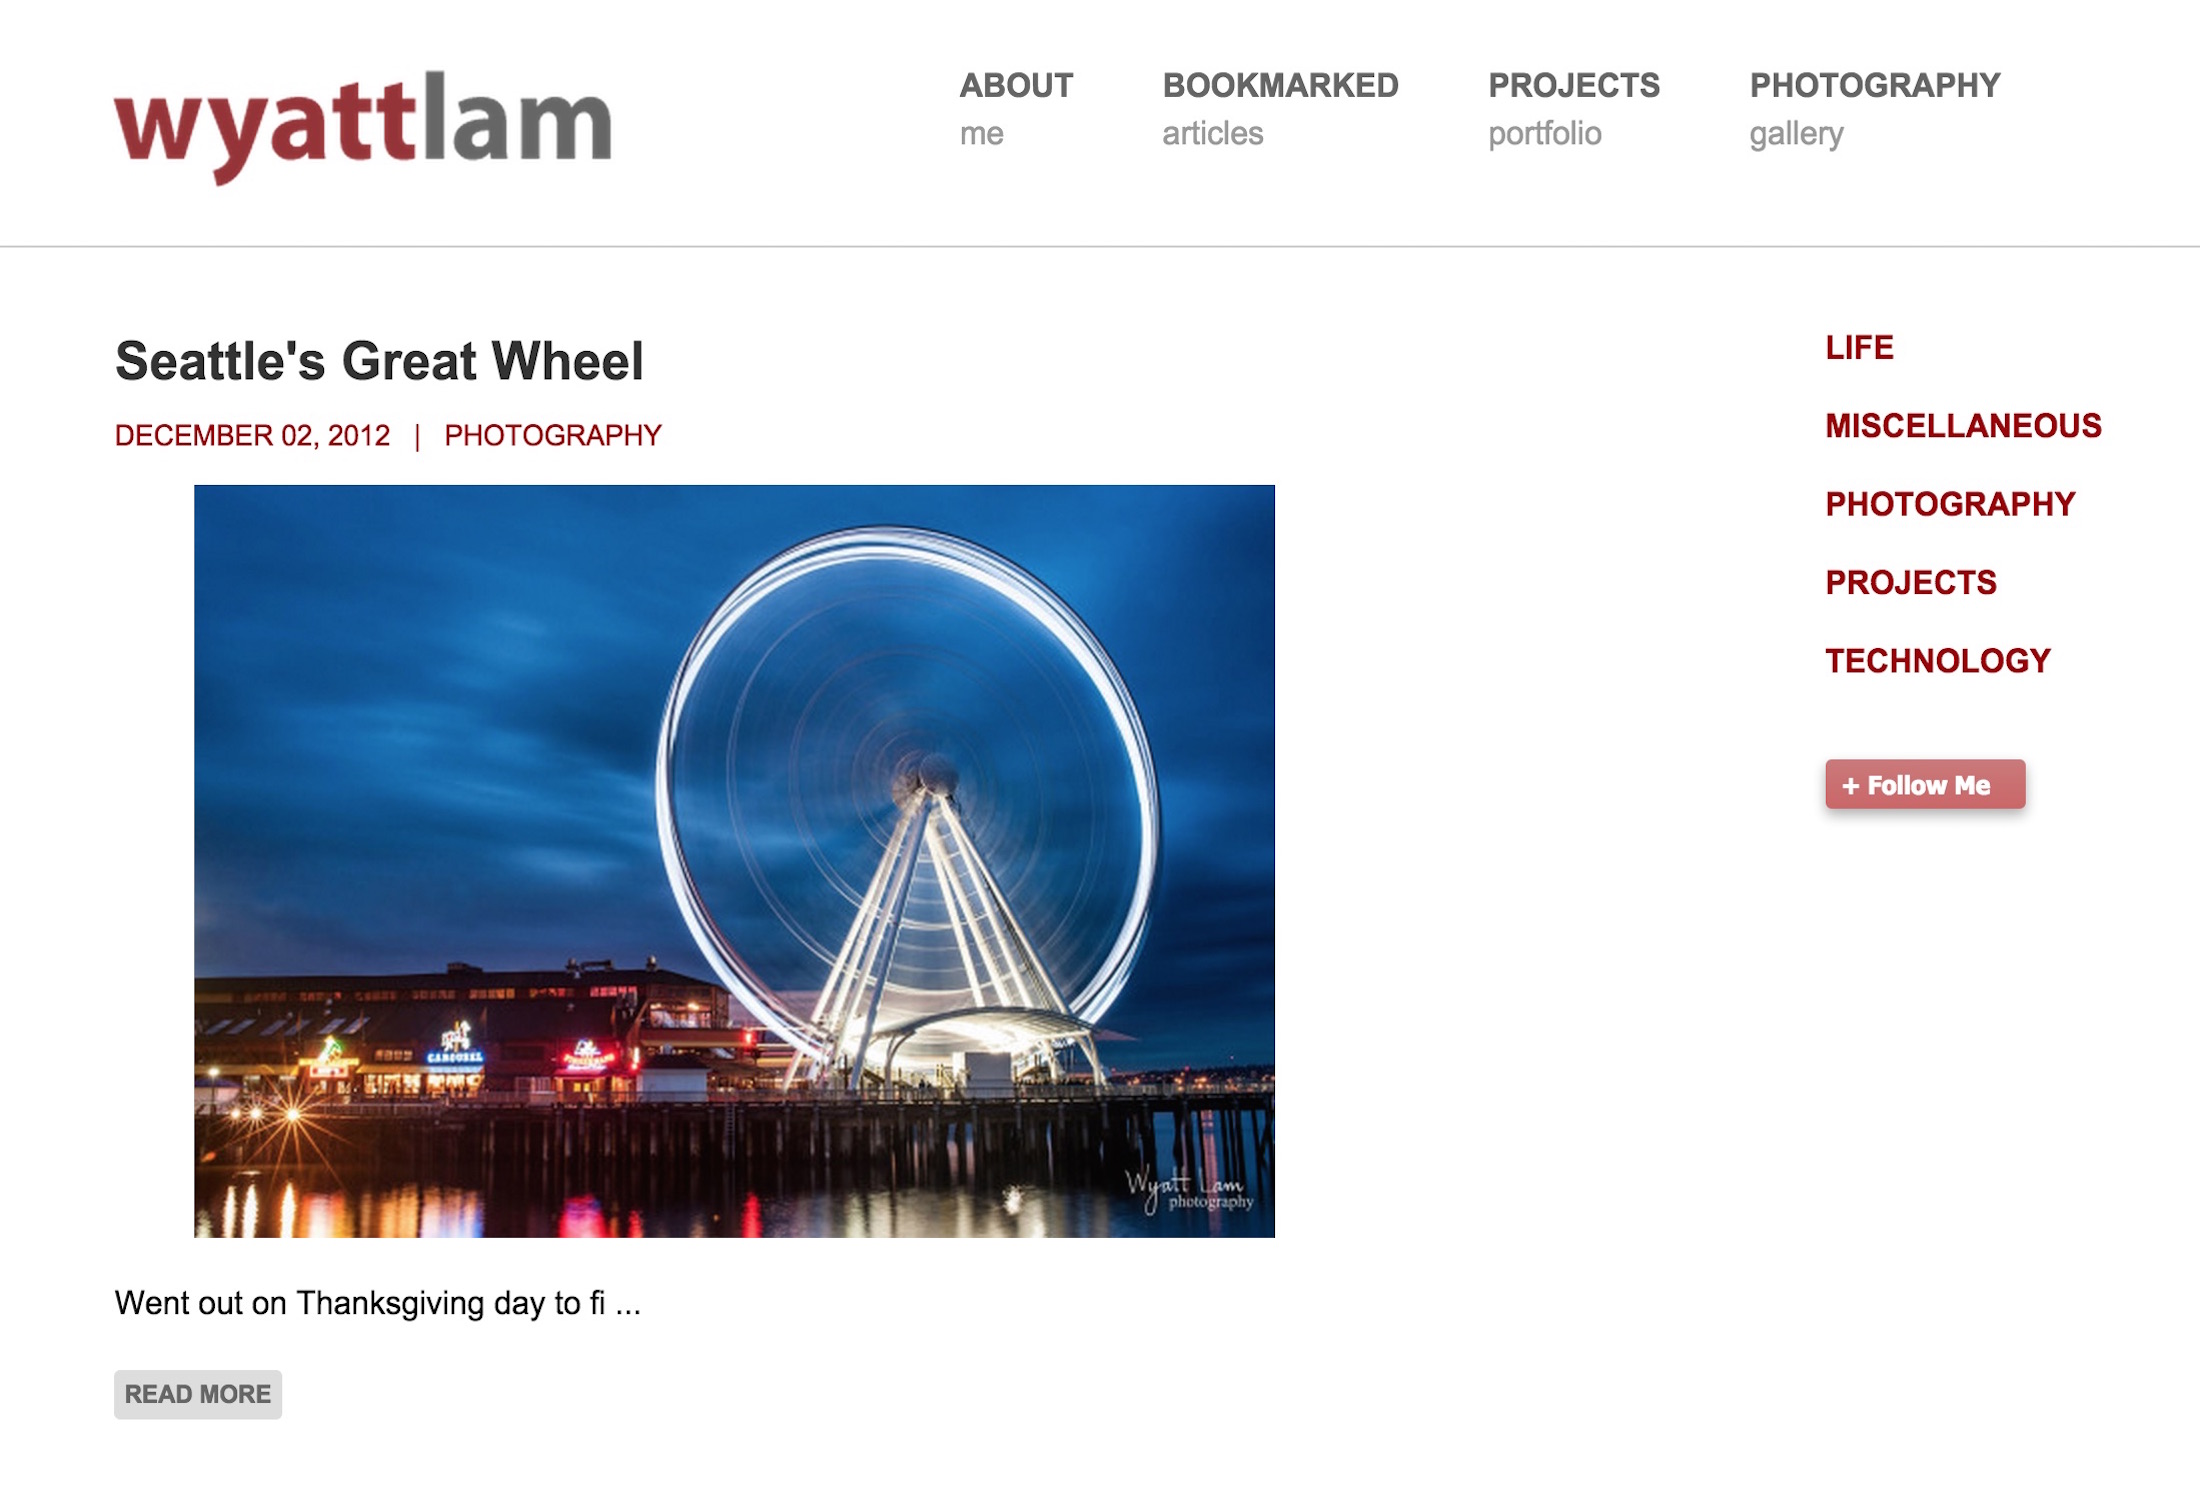 wyattlam
ABOUT
me
BOOKMARKED
articles
PROJECTS
portfolio
PHOTOGRAPHY
gallery
Seattle's Great Wheel
DECEMBER 02, 2012 | PHOTOGRAPHY
CAROUSEL
Wyatt Lam
photography
Went out on Thanksgiving day to fi ...
READ MORE
LIFE
MISCELLANEOUS
PHOTOGRAPHY
PROJECTS
TECHNOLOGY
+ Follow Me